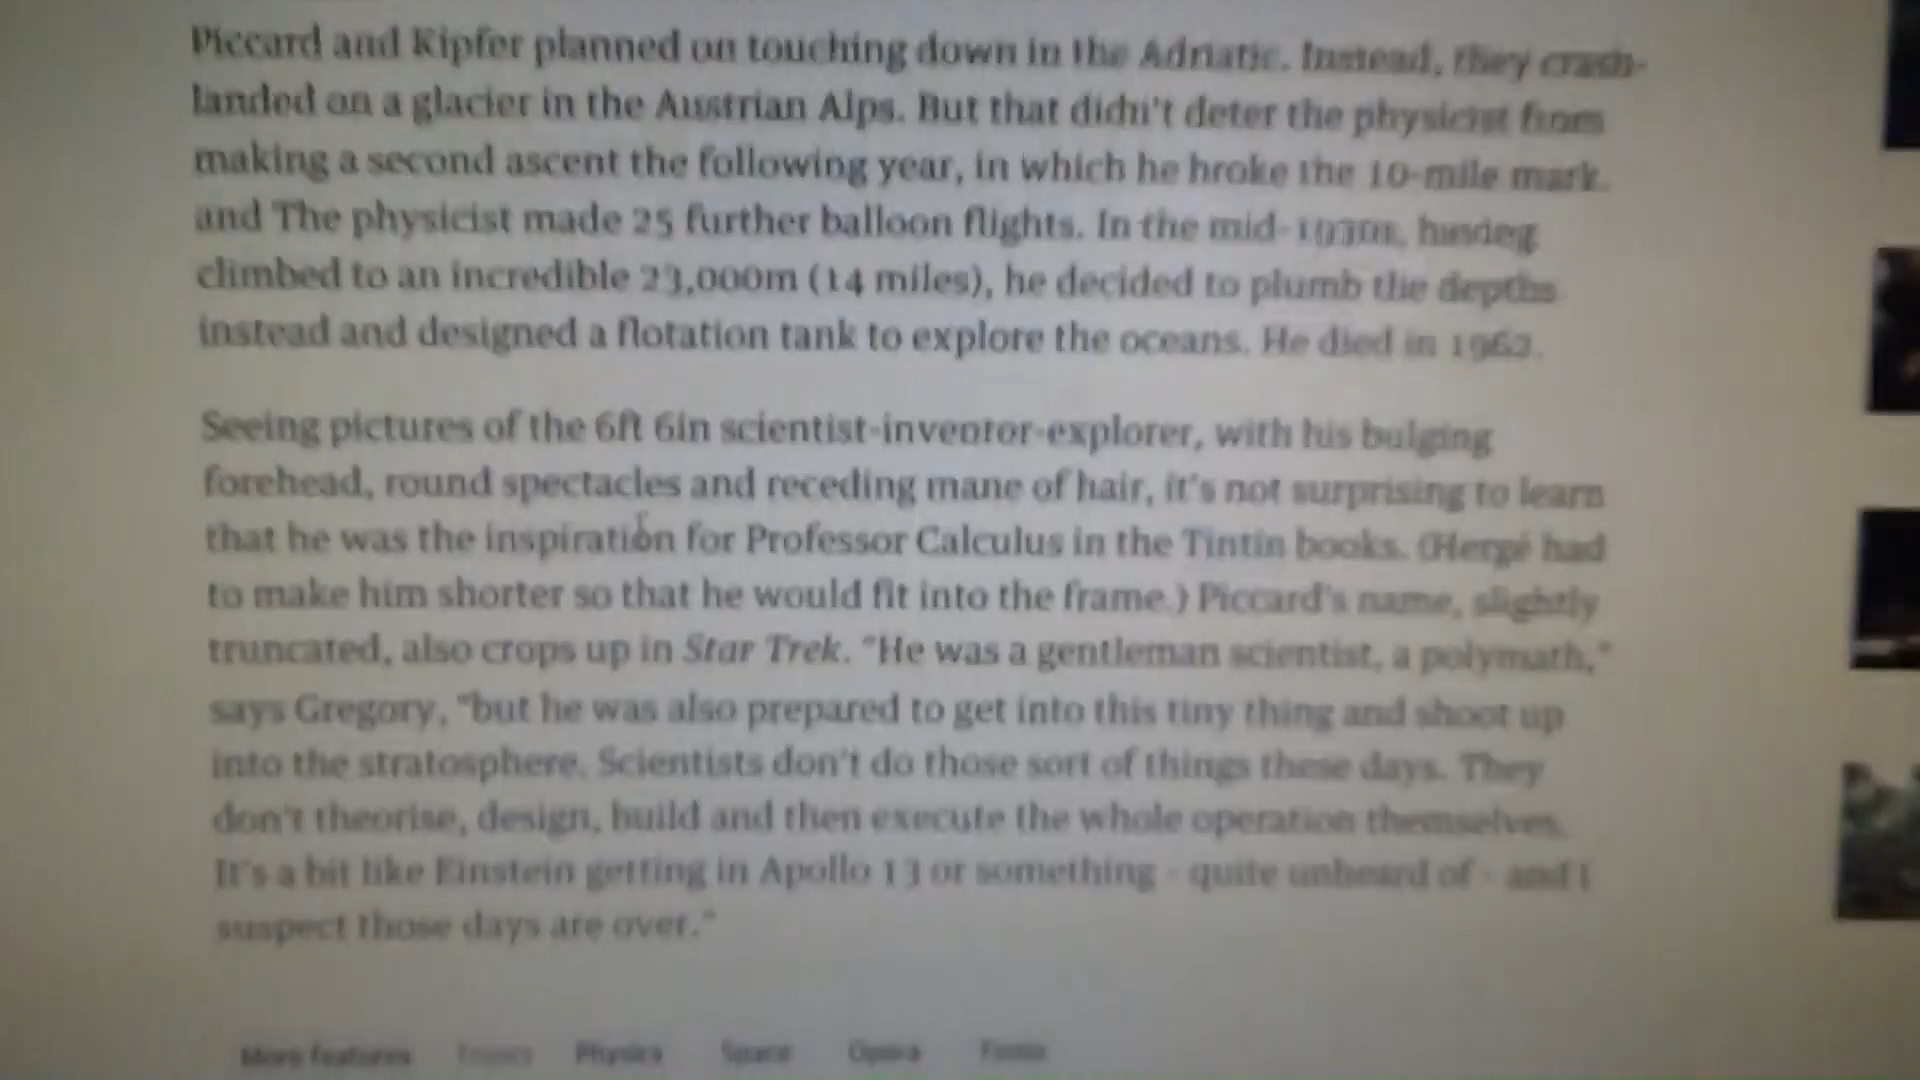 Piccard and Kipfer planned on touching down in the Adriatic. Instead, they crash-
landed on a glacier in the Austrian Alps. But that didn't deter the physicist from
making a second ascent the following year, in which he broke the 10-mile mark.
and The physicist made 25 further balloon flights. In the mid-
climbed to an incredible 23,000m (14 miles), he decided to plumb the depths
instead and designed a flotation tank to explore the oceans. He died in 1962.
Seeing pictures of the 6ft 6in scientist-inventor-explorer, with his bulging
forehead, round spectacles and receding mane of hair, it's not surprising to learn
that he was the inspiration for Professor Calculus in the Tintin books. (Hergé had
to make him shorter so that he would fit into the frame.) Piccard's name, slightly
truncated, also crops up in Star Trek. "He was a gentleman scientist, a polymath,"
says Gregory, "but he was also prepared to get into this tiny thing and shoot up
into the stratosphere. Scientists don't do those sort of things these days. They
don't theorise, design, build and then execute the whole operation themselves.
It's a bit like Einstein getting in Apollo 13 or something - quite unheard of - and I
suspect those days are over."
More features Topics Physics Space Opera